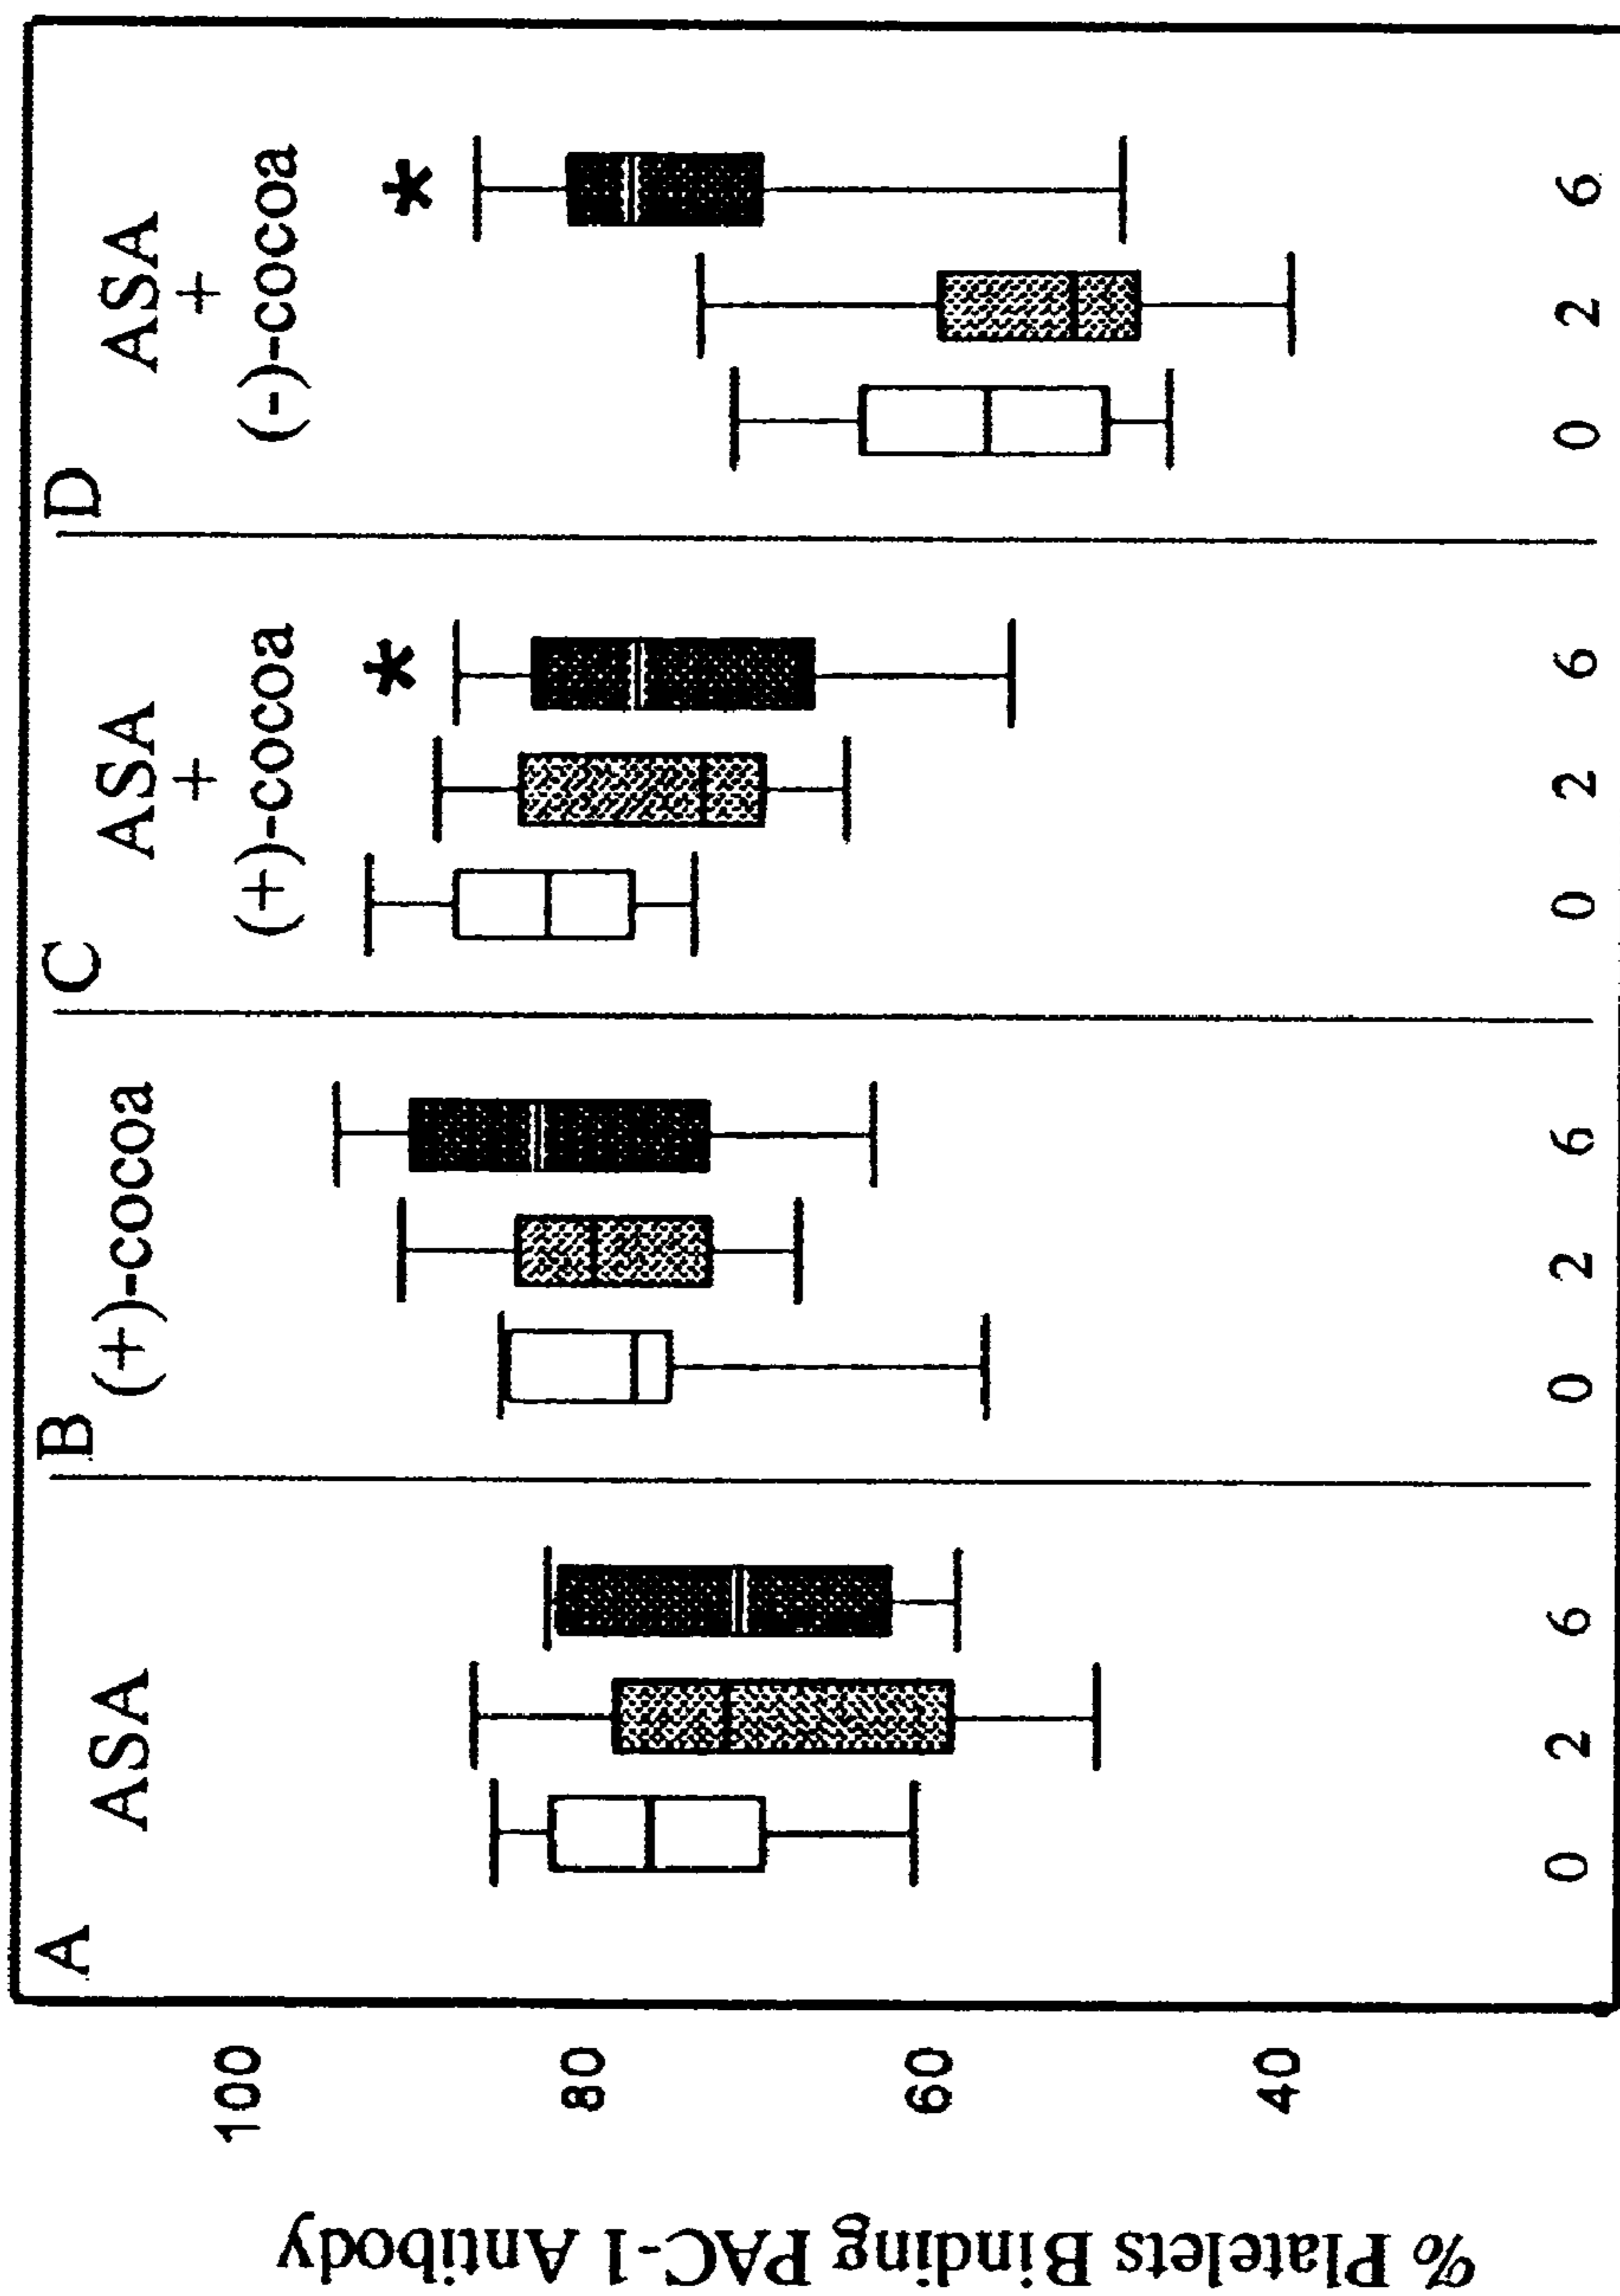 % Platelets Binding PAC-1 Antibody
100
80
60
40
A
ASA
0 2 6
B
(+)-cocoa
0 2 6
C
ASA
+
(+)-cocoa
*
0 2 6
D
ASA
+
(-)-cocoa
*
0 2 6